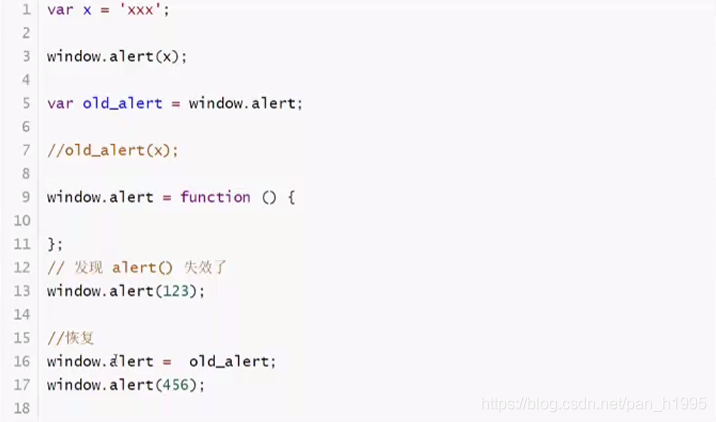 1 var x = 'xxx';
2
3 window.alert(x);
4
5 var old_alert = window.alert;
6
7 //old_alert(x);
8
9 window.alert = function () {
10
11 };
12 // 发现 alert() 失效了
13 window.alert(123);
14
15 //恢复
16 window.alert =  old_alert;
17 window.alert(456);
18
https://blog.csdn.net/pan_h1995